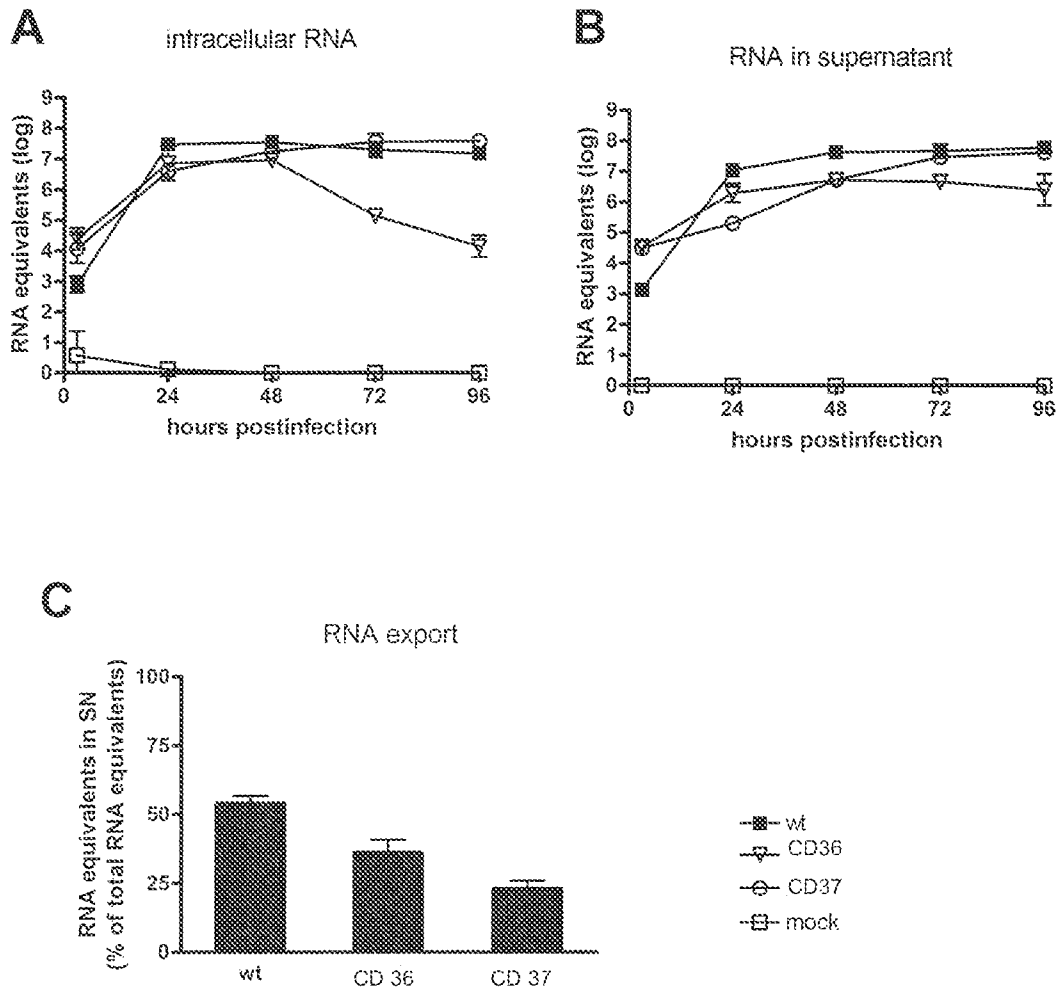 A
intracellular RNA
RNA equivalents (log)
9
8
7
6
5
4
3
2
1
0
0 24 48 72 96
hours postinfection
B
RNA in supernatant
RNA equivalents (log)
9
8
7
6
5
4
3
2
1
0
0 24 48 72 96
hours postinfection
C
RNA export
RNA equivalents in SN
(% of total RNA equivalents)
100
75
50
25
0
wt CD 36 CD 37
wt
CD36
CD37
mock